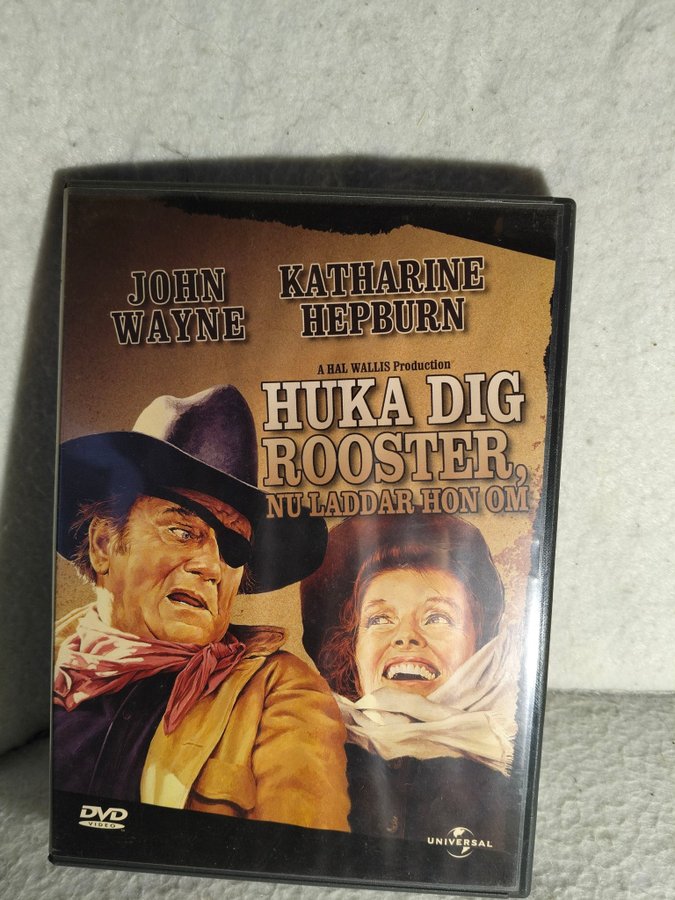 JOHN
WAYNE
KATHARINE
HEPBURN
A HAL WALLIS Production
HUKA DIG
ROOSTER,
NU LADDAR HON OM
DVD
VIDEO
UNIVERSAL